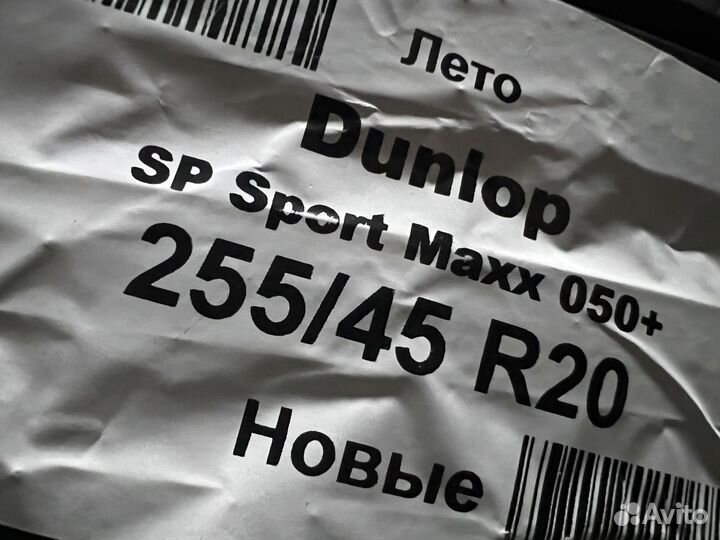 Лето
Dunlop
SP Sport Maxx 050+
255/45 R20
Новые
Avito